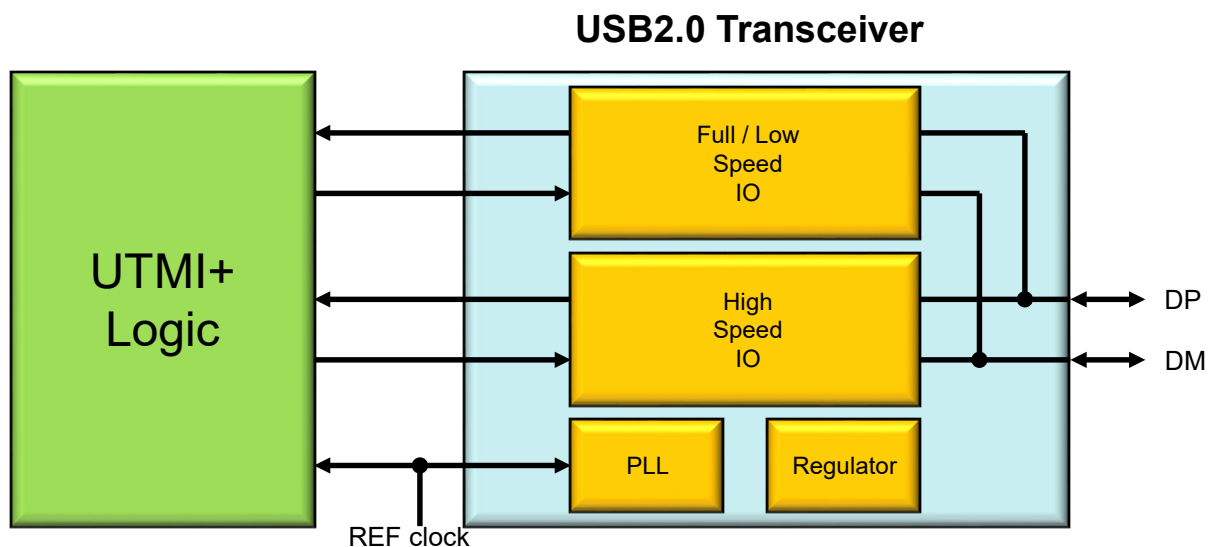 USB2.0 Transceiver
UTMI+
Logic
Full / Low
Speed
IO
High
Speed
IO
DP
DM
PLL
Regulator
REF clock